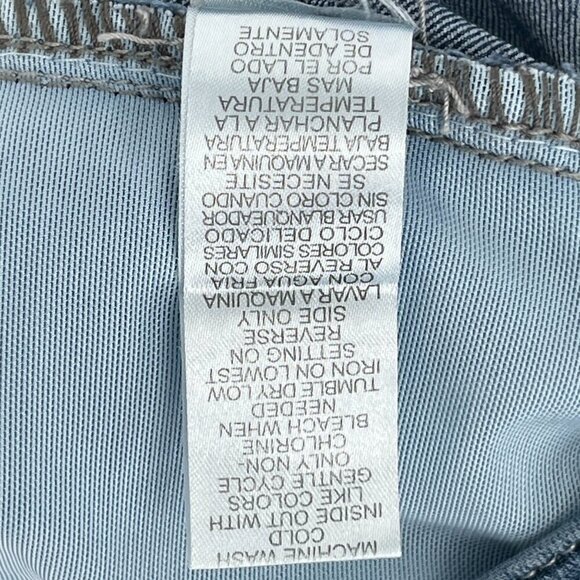 MACHINE WASH
COLD
INSIDE OUT WITH
LIKE COLORS
GENTLE CYCLE
ONLY NON-
CHLORINE
BLEACH WHEN
NEEDED
TUMBLE DRY LOW
IRON ON LOWEST
SETTING ON
REVERSE
SIDE ONLY
LAVAR A MAQUINA
CON AGUA FRIA
AL REVERSO CON
COLORES SIMILARES
CICLO DELICADO
USAR BLANQUEADOR
SIN CLORO CUANDO
SE NECESITE
SECAR A MAQUINA EN
BAJA TEMPERATURA
PLANCHAR A LA
TEMPERATURA
MAS BAJA
POR EL LADO
DE ADENTRO
SOLAMENTE